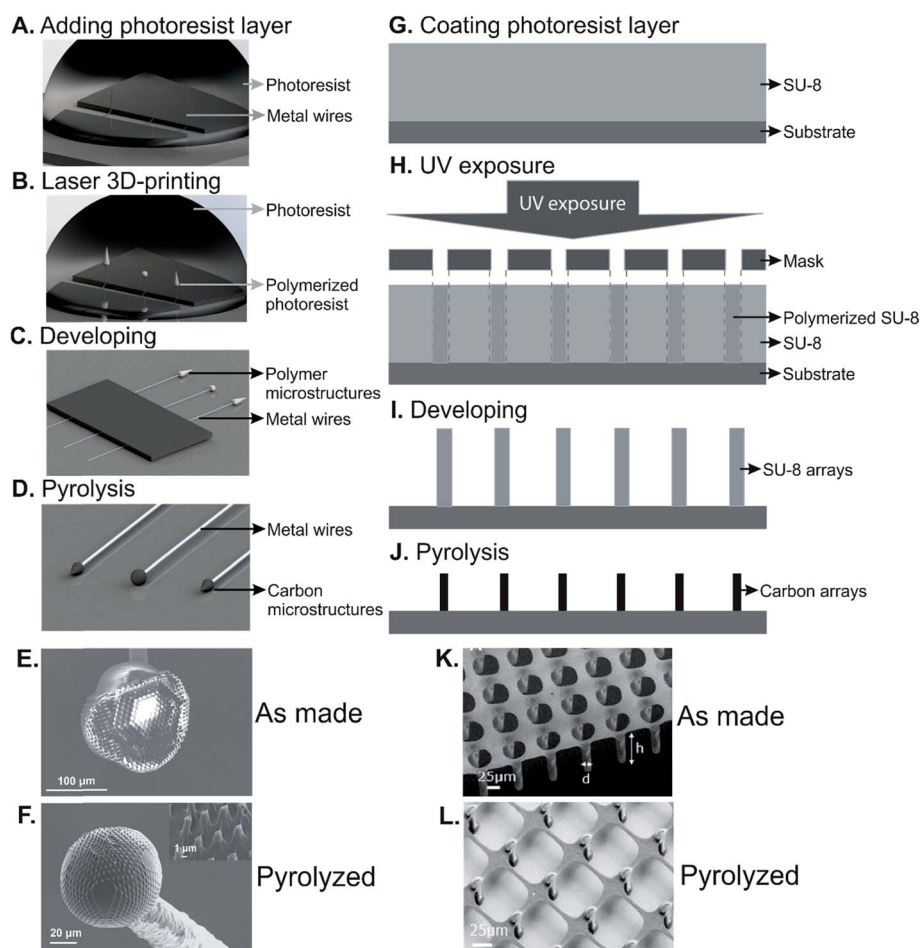 A. Adding photoresist layer
Photoresist
Metal wires
B. Laser 3D-printing
Photoresist
Polymerized
photoresist
C. Developing
Polymer
microstructures
Metal wires
D. Pyrolysis
Metal wires
Carbon
microstructures
E.
As made
100 µm
F.
1 µm
Pyrolyzed
20 µm
G. Coating photoresist layer
SU-8
Substrate
H. UV exposure
UV exposure
Mask
Polymerized SU-8
SU-8
Substrate
I. Developing
SU-8 arrays
J. Pyrolysis
Carbon arrays
K.
As made
h
25µm
d
L.
Pyrolyzed
25µm